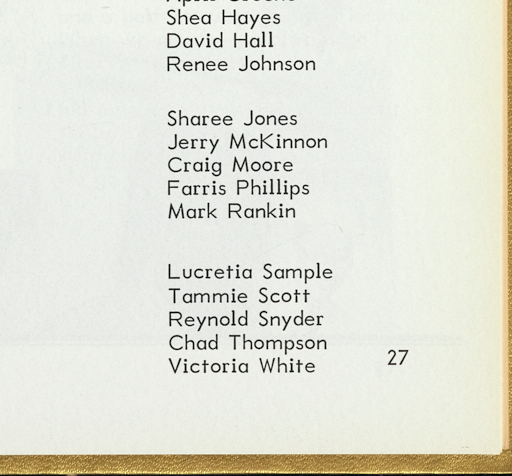 Shea Hayes
David Hall
Renee Johnson
Sharee Jones
Jerry McKinnon
Craig Moore
Farris Phillips
Mark Rankin
Lucretia Sample
Tammie Scott
Reynold Snyder
Chad Thompson
Victoria White
27